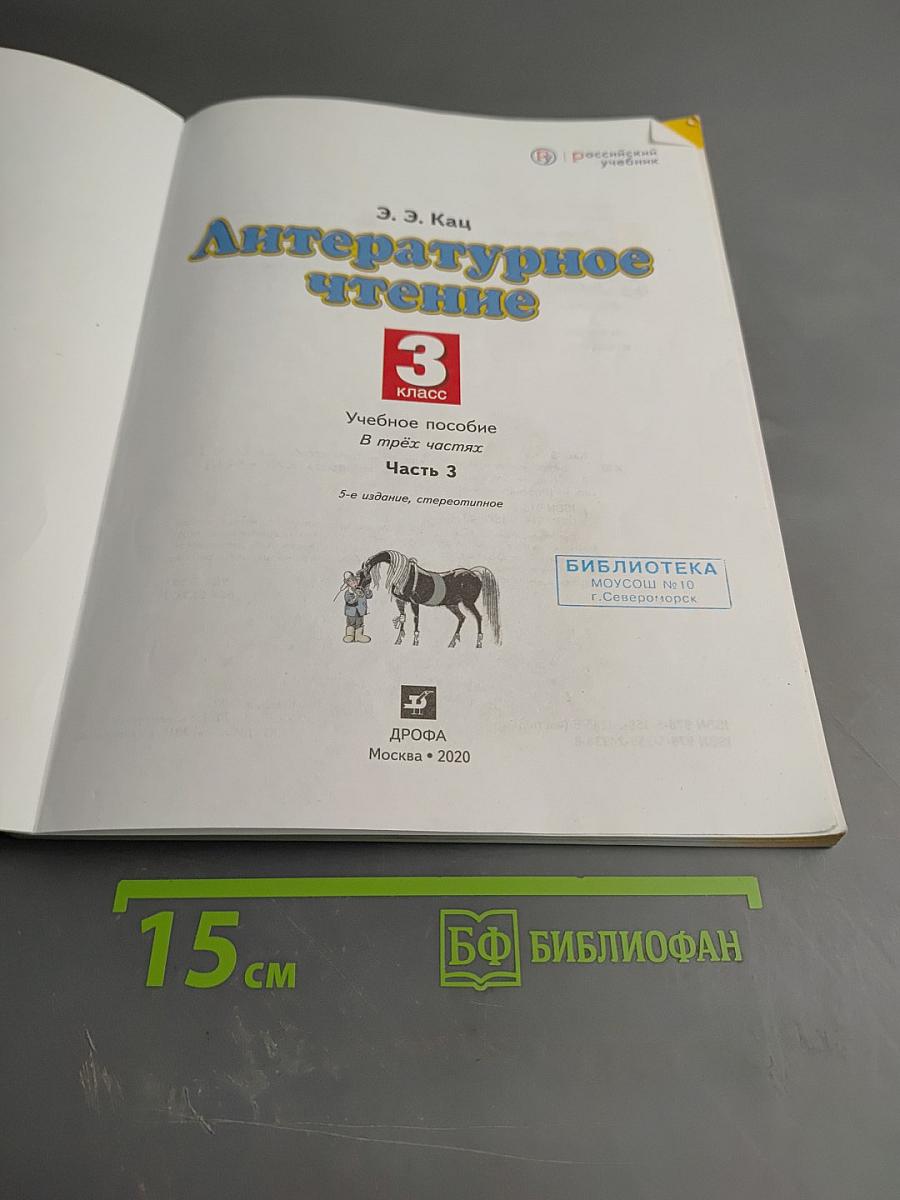 российский
учебник
Э. Э. Кац
Литературное
чтение
3
класс
Учебное пособие
В трёх частях
Часть 3
5-е издание, стереотипное
БИБЛИОТЕКА
МОУСОШ №10
г.Североморск
ДРОФА
Москва • 2020
15 см
БФ БИБЛИОФАН